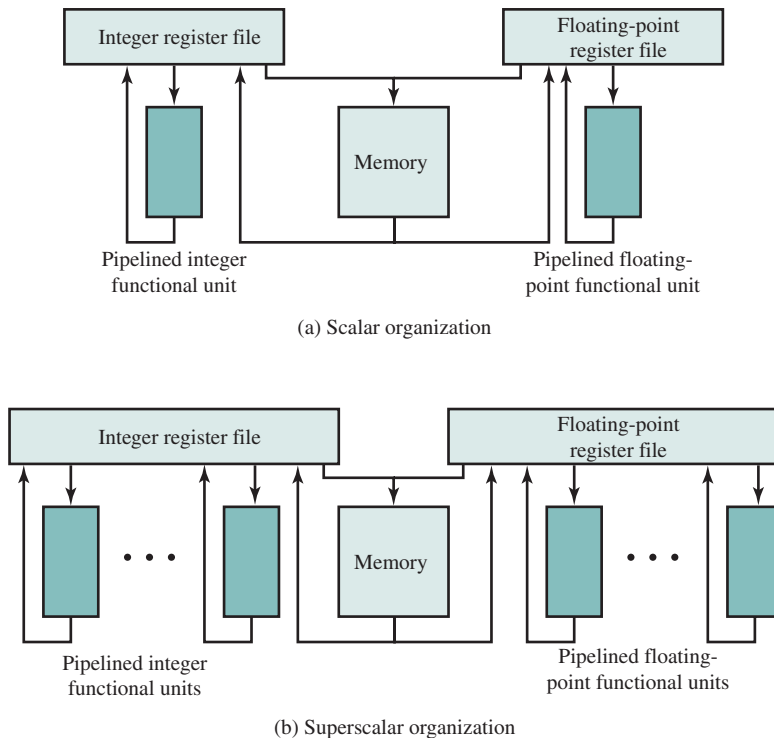 Integer register file
Floating-point
register file
Memory
Pipelined integer
functional unit
Pipelined floating-
point functional unit
(a) Scalar organization
Integer register file
Floating-point
register file
Memory
Pipelined integer
functional units
Pipelined floating-
point functional units
(b) Superscalar organization